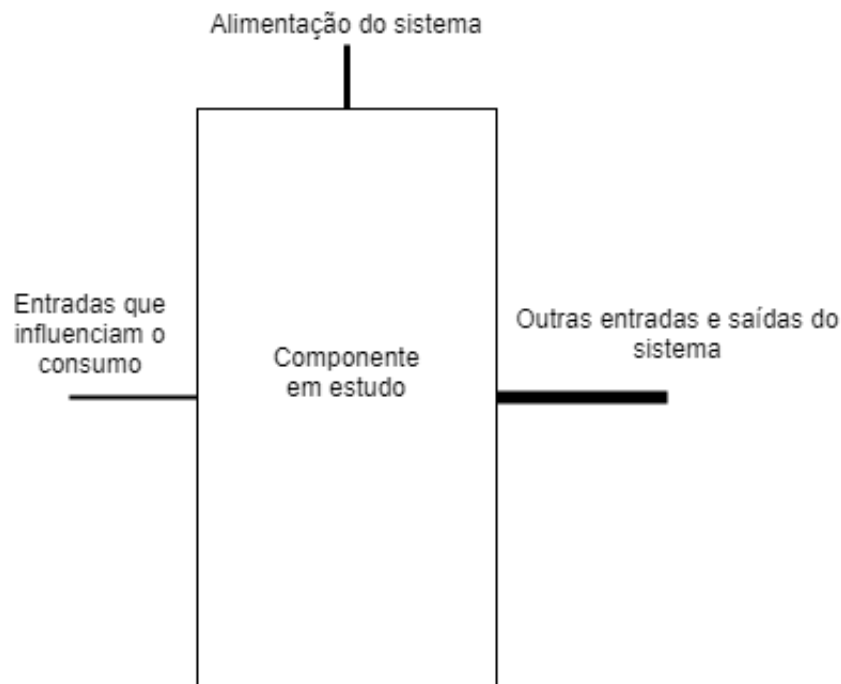 Alimentação do sistema
Entradas que
influenciam o
consumo
Componente
em estudo
Outras entradas e saídas do
sistema